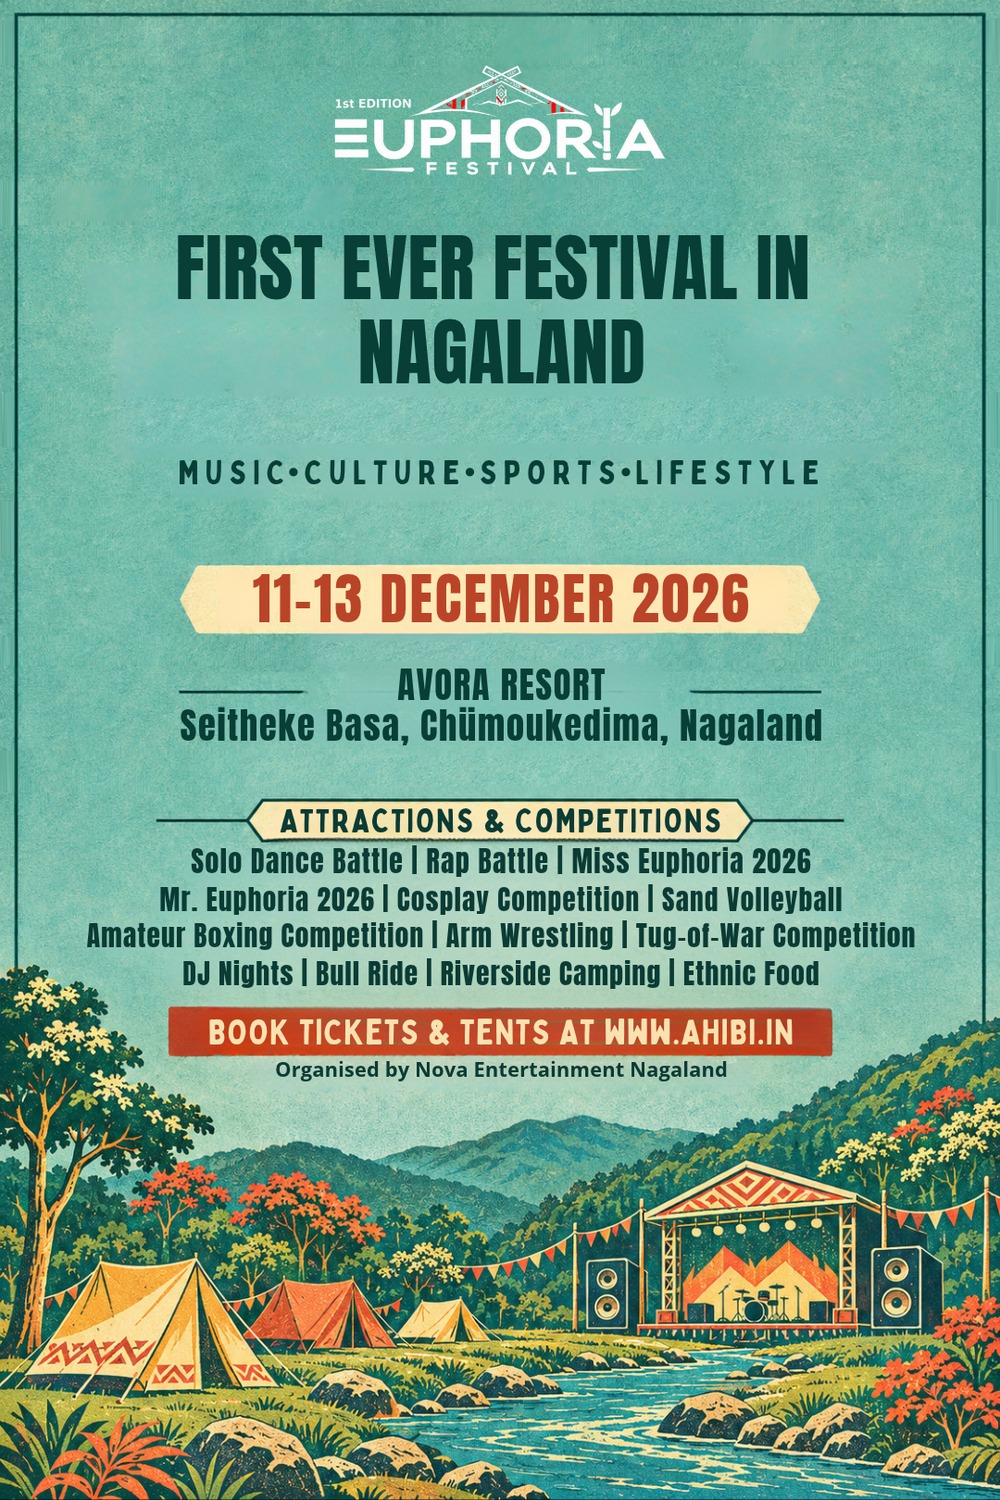 1st EDITION
EUPHORIA
FESTIVAL
FIRST EVER FESTIVAL IN
NAGALAND
MUSIC•CULTURE•SPORTS•LIFESTYLE
11-13 DECEMBER 2026
AVORA RESORT
Seitheke Basa, Chümoukedima, Nagaland
ATTRACTIONS & COMPETITIONS
Solo Dance Battle | Rap Battle | Miss Euphoria 2026
Mr. Euphoria 2026 | Cosplay Competition | Sand Volleyball
Amateur Boxing Competition | Arm Wrestling | Tug-of-War Competition
DJ Nights | Bull Ride | Riverside Camping | Ethnic Food
BOOK TICKETS & TENTS AT WWW.AHIBI.IN
Organised by Nova Entertainment Nagaland